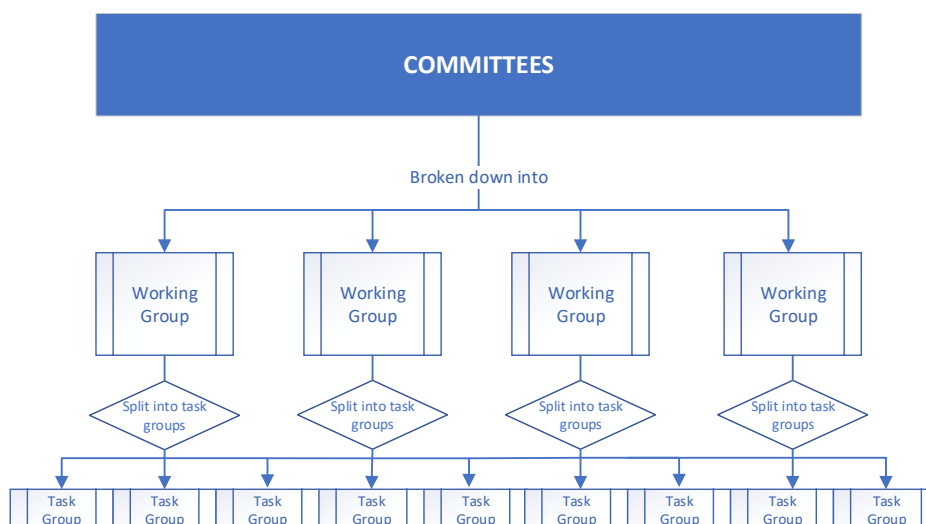 COMMITTEES
Broken down into
Working
Group
Working
Group
Working
Group
Working
Group
Split into task
groups
Split into task
groups
Split into task
groups
Split into task
groups
Task
Group
Task
Group
Task
Group
Task
Group
Task
Group
Task
Group
Task
Group
Task
Group
Task
Group